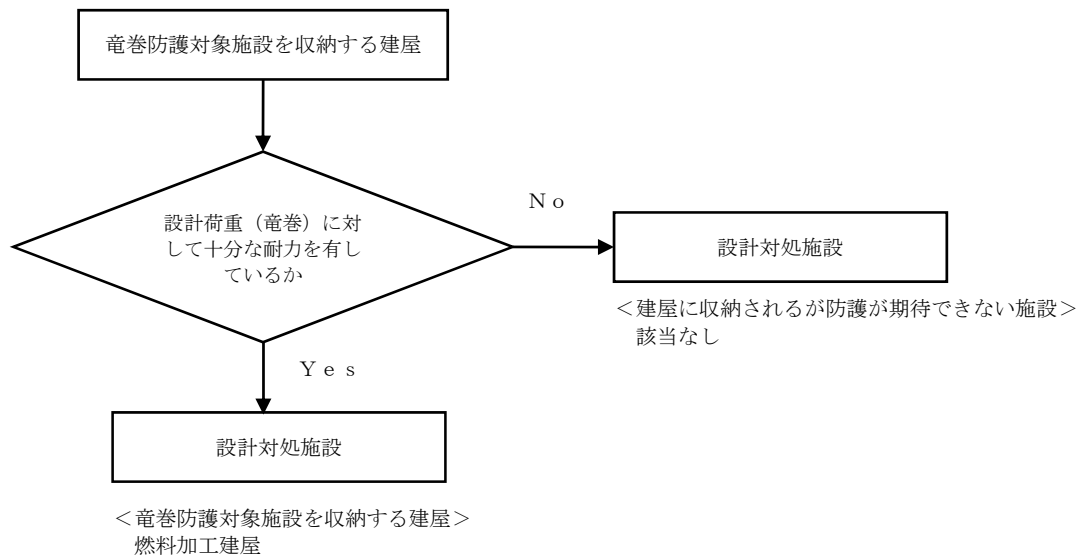 竜巻防護対象施設を収納する建屋
設計荷重（竜巻）に対
して十分な耐力を有し
ているか
Ｎｏ
設計対処施設
＜建屋に収納されるが防護が期待できない施設＞
該当なし
Ｙｅｓ
設計対処施設
＜竜巻防護対象施設を収納する建屋＞
燃料加工建屋